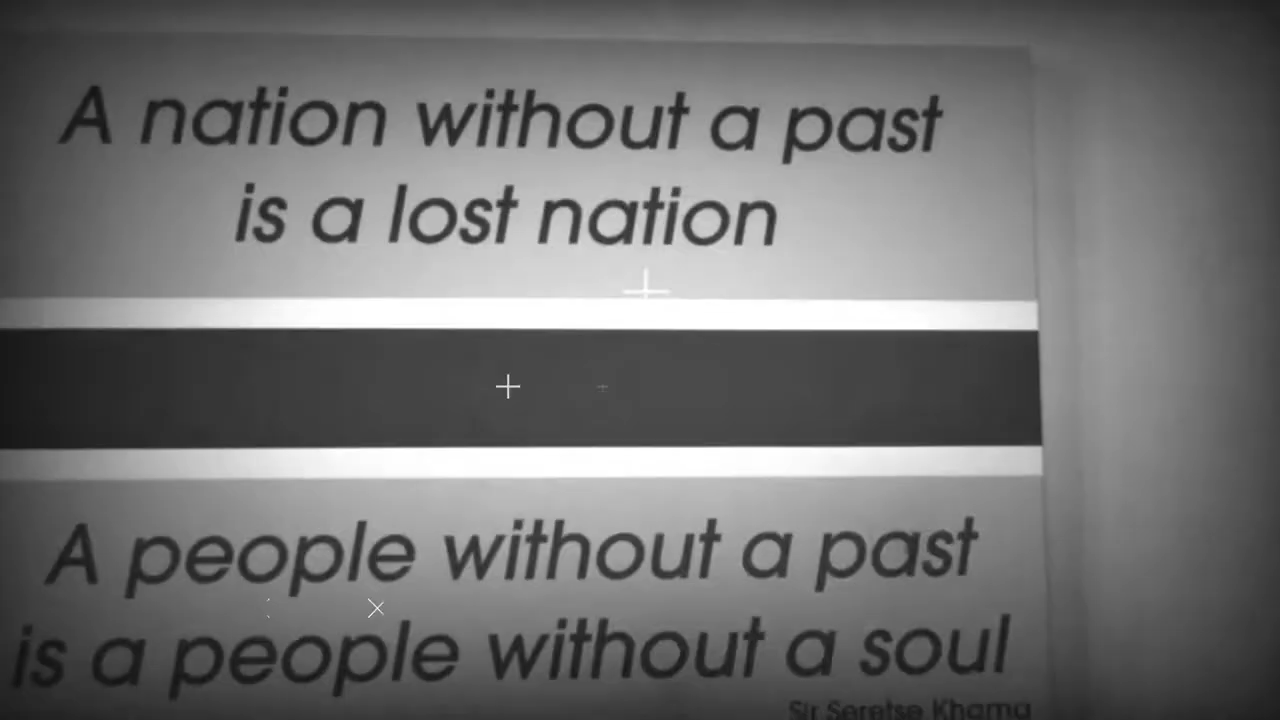 A nation without a past
is a lost nation
A people without a past
is a people without a soul
Sir Seretse Khama